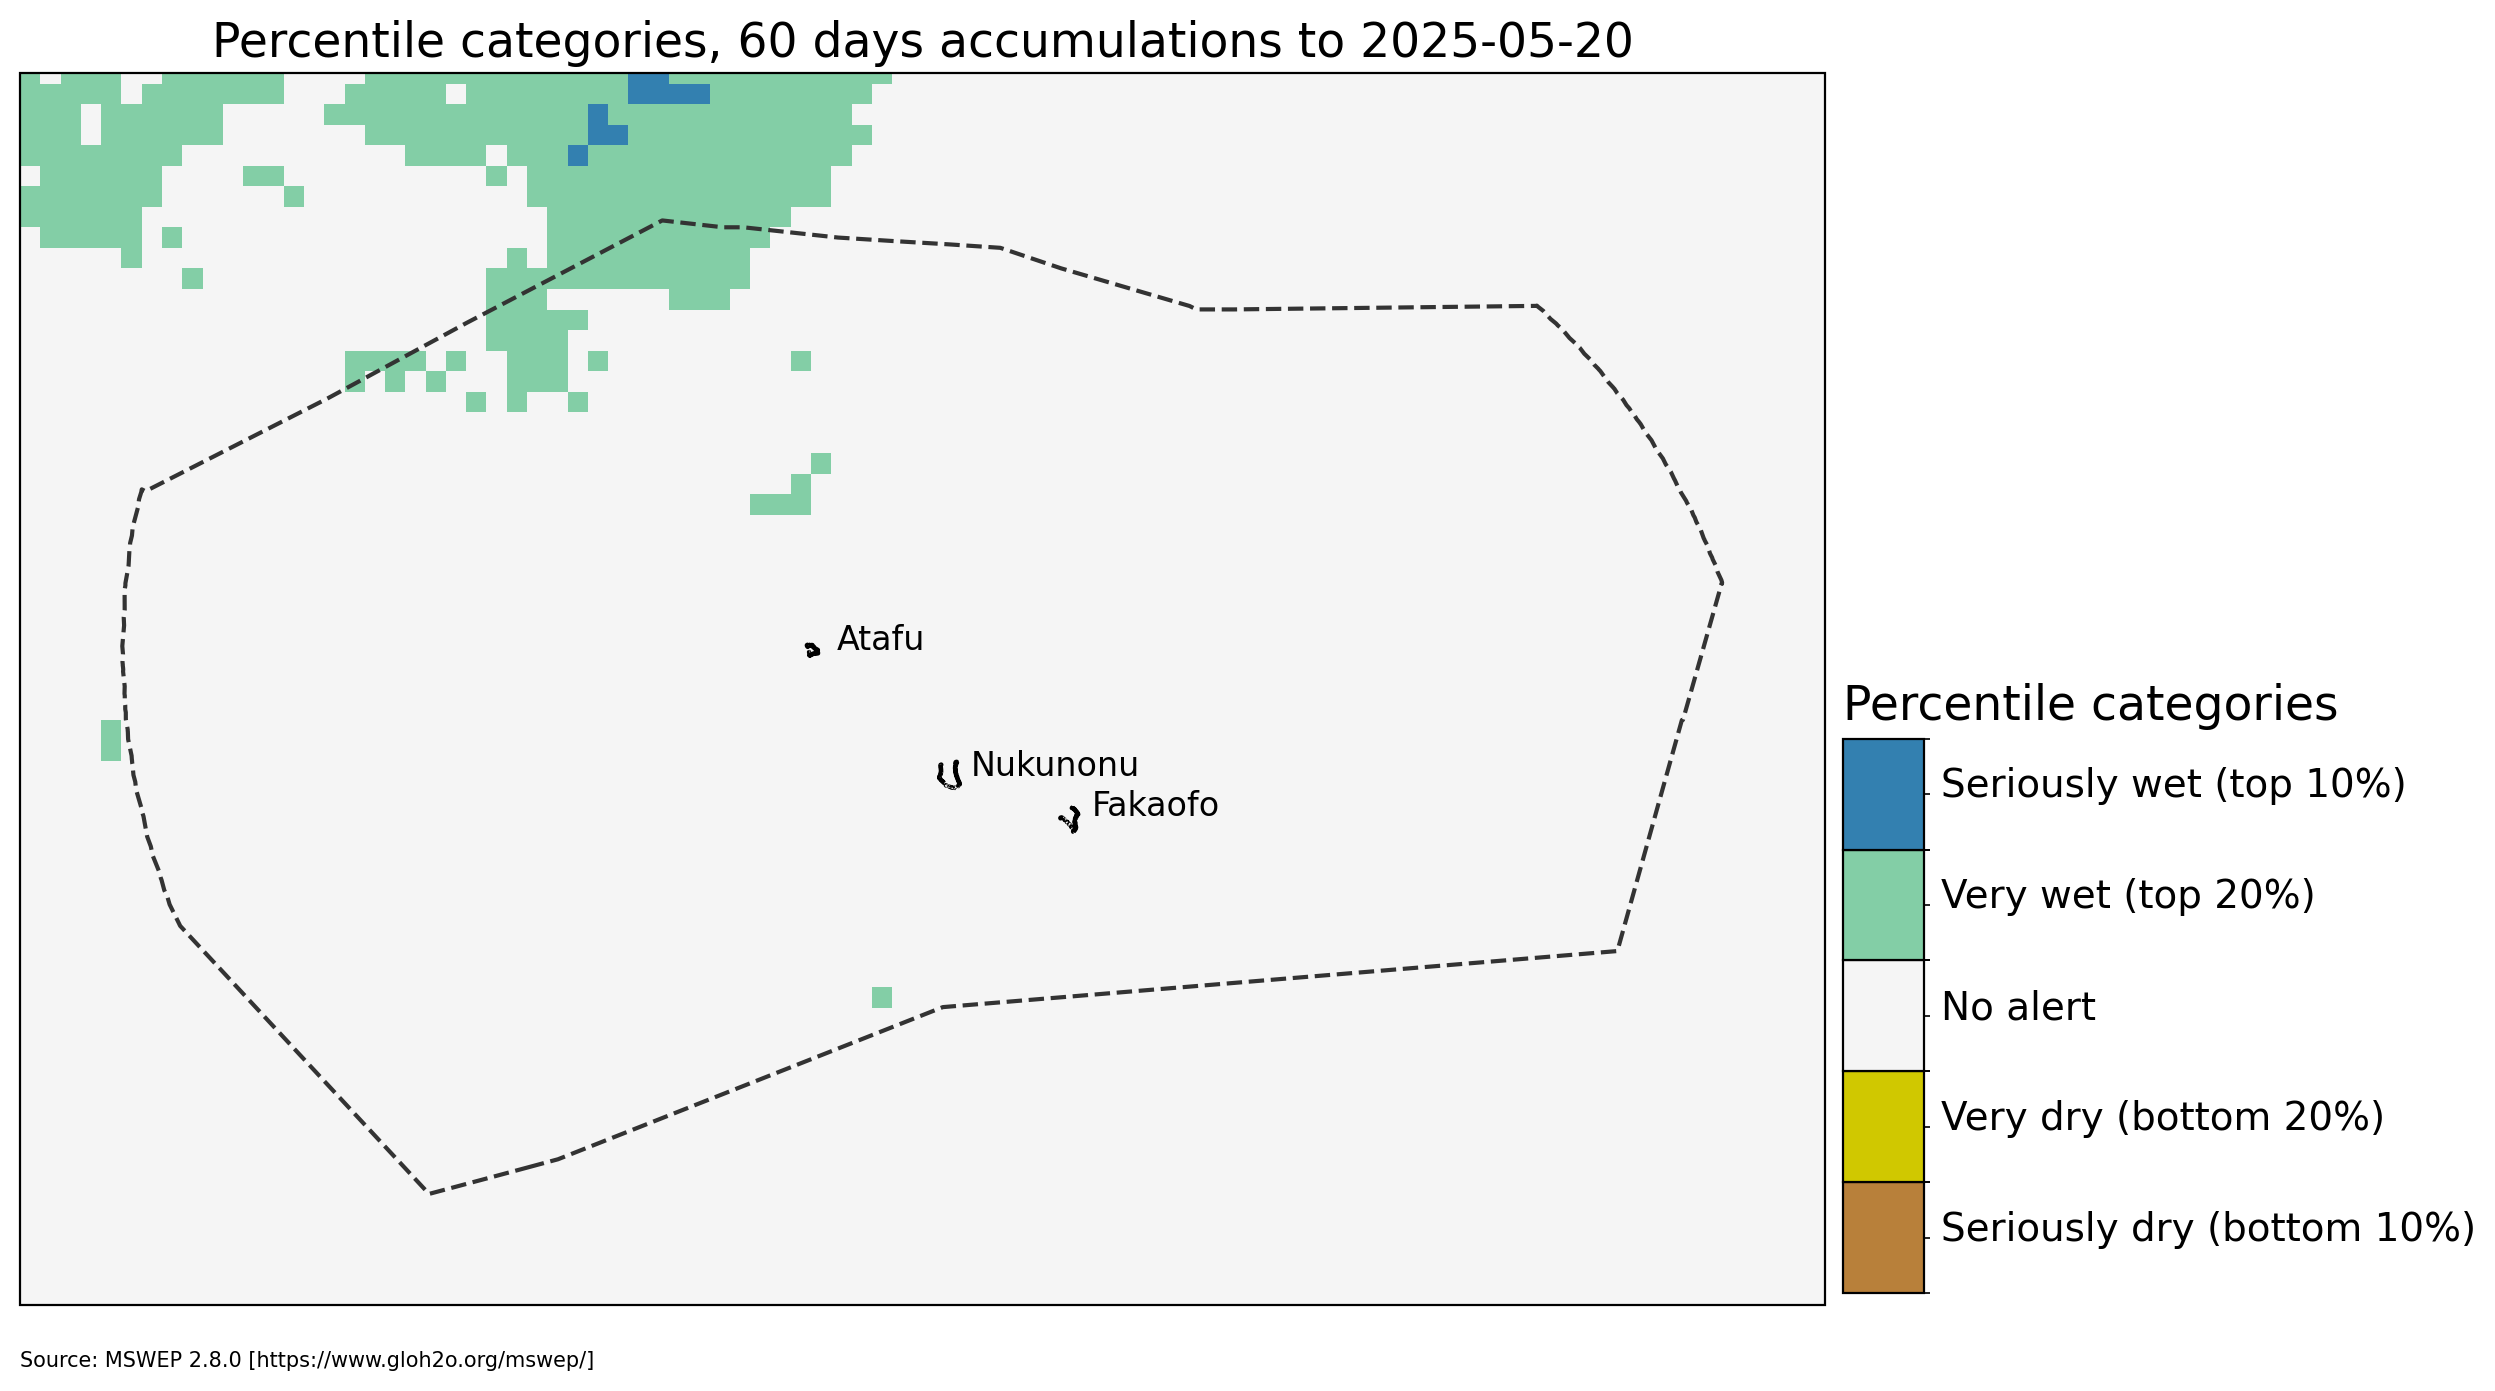 Percentile categories, 60 days accumulations to 2025-05-20
Atafu
Nukunonu
Fakaofo
Percentile categories
Seriously wet (top 10%)
Very wet (top 20%)
No alert
Very dry (bottom 20%)
Seriously dry (bottom 10%)
Source: MSWEP 2.8.0 [https://www.gloh2o.org/mswep/]